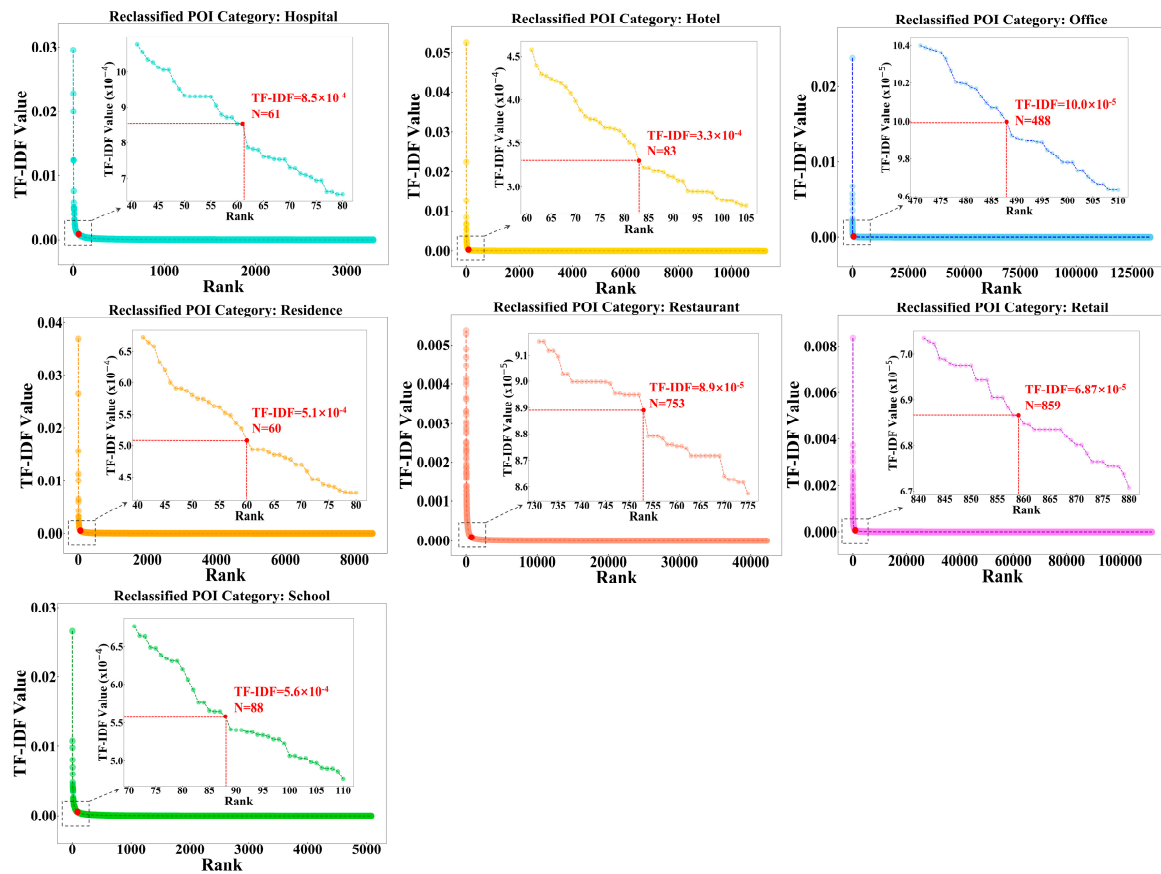 Reclassified POI Category: Hospital
TF-IDF Value
0.03
0.02
0.01
0.00
0
1000
2000
3000
Rank
TF-IDF Value (x10⁻⁴)
10
9
8
7
40 45 50 55 60 65 70 75 80
Rank
TF-IDF=8.5×10⁻⁴
N=61
Reclassified POI Category: Hotel
TF-IDF Value
0.05
0.04
0.03
0.02
0.01
0.00
0 2000 4000 6000 8000 10000
Rank
TF-IDF Value (x10⁻⁴)
4.5
4.0
3.5
3.0
60 65 70 75 80 85 90 95 100 105
Rank
TF-IDF=3.3×10⁻⁴
N=83
Reclassified POI Category: Office
TF-IDF Value
0.02
0.01
0.00
0 25000 50000 75000 100000 125000
Rank
TF-IDF Value (x10⁻⁵)
10.4
10.2
10.0
9.8
9.6
470 475 480 485 490 495 500 505 510
Rank
TF-IDF=10.0×10⁻⁵
N=488
Reclassified POI Category: Residence
TF-IDF Value
0.04
0.03
0.02
0.01
0.00
0 2000 4000 6000 8000
Rank
TF-IDF Value (x10⁻⁴)
6.5
6.0
5.5
5.0
4.5
40 45 50 55 60 65 70 75 80
Rank
TF-IDF=5.1×10⁻⁴
N=60
Reclassified POI Category: Restaurant
TF-IDF Value
0.005
0.004
0.003
0.002
0.001
0.000
0 10000 20000 30000 40000
Rank
TF-IDF Value (x10⁻⁵)
9.1
9.0
8.9
8.8
8.7
8.6
730 735 740 745 750 755 760 765 770 775
Rank
TF-IDF=8.9×10⁻⁵
N=753
Reclassified POI Category: Retail
TF-IDF Value
0.008
0.006
0.004
0.002
0.000
0 20000 40000 60000 80000 100000
Rank
TF-IDF Value (x10⁻⁵)
7.0
6.9
6.8
6.7
840 845 850 855 860 865 870 875 880
Rank
TF-IDF=6.87×10⁻⁵
N=859
Reclassified POI Category: School
TF-IDF Value
0.03
0.02
0.01
0.00
0 1000 2000 3000 4000 5000
Rank
TF-IDF Value (x10⁻⁴)
6.5
6.0
5.5
5.0
70 75 80 85 90 95 100 105 110
Rank
TF-IDF=5.6×10⁻⁴
N=88